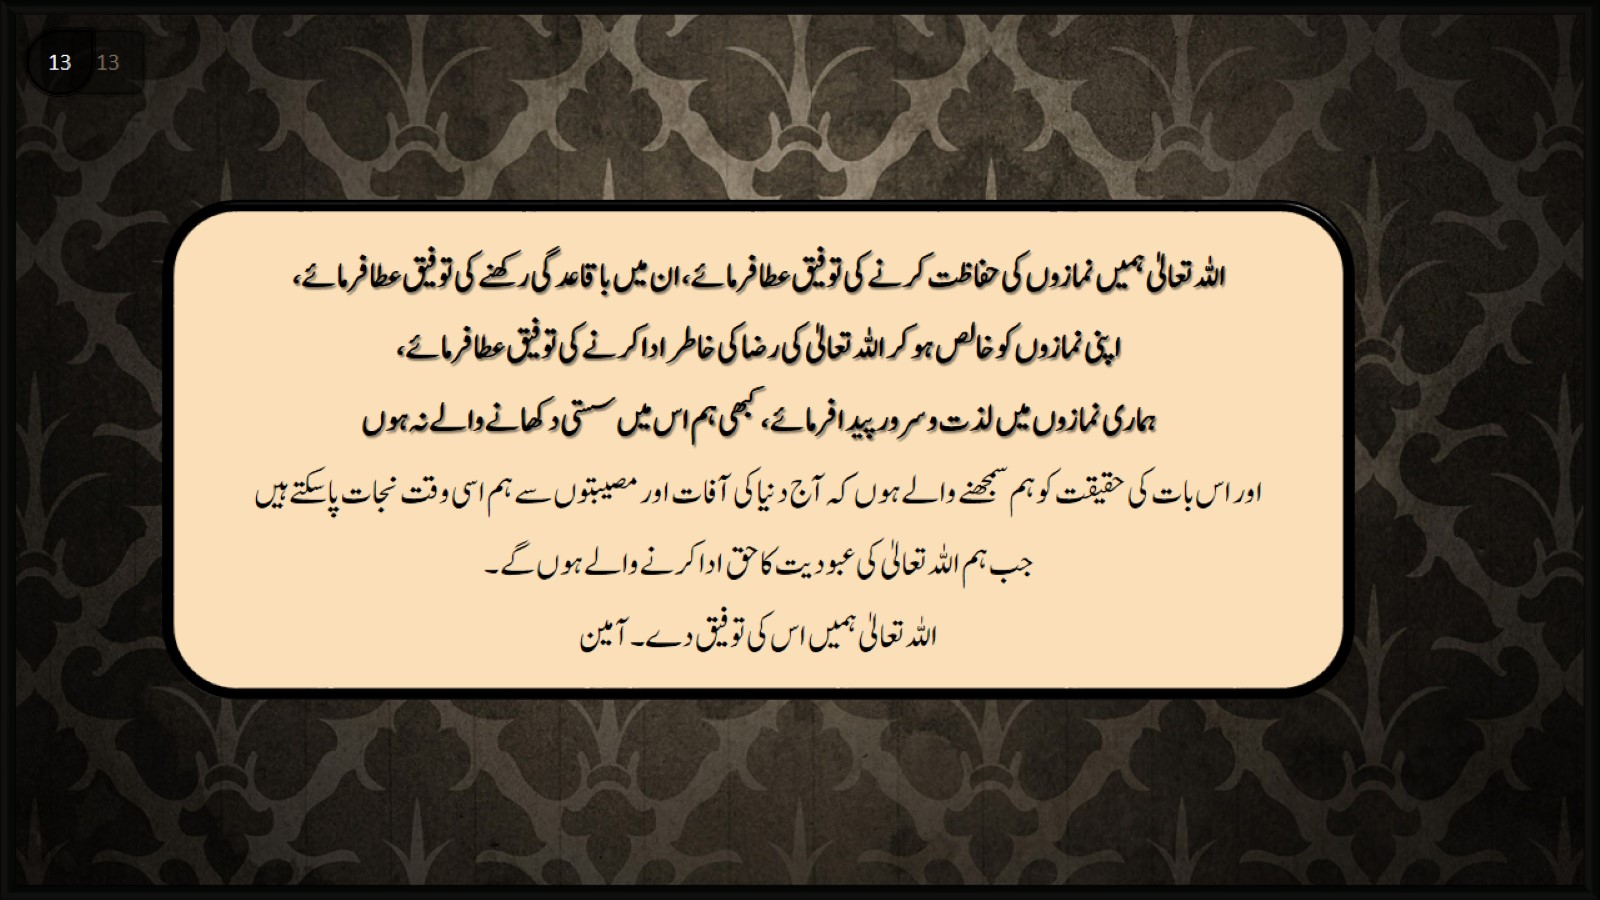 13 13
اللہ تعالیٰ ہمیں نمازوں کی حفاظت کرنے کی توفیق عطا فرمائے، ان میں باقاعدگی رکھنے کی توفیق عطا فرمائے،
اپنی نمازوں کو خالص ہو کر اللہ تعالیٰ کی رضا کی خاطر ادا کرنے کی توفیق عطا فرمائے،
ہماری نمازوں میں لذت و سرور پیدا فرمائے، کبھی ہم اس میں سستی دکھانے والے نہ ہوں
اور اس بات کی حقیقت کو ہم سمجھنے والے ہوں کہ آج دنیا کی آفات اور مصیبتوں سے ہم اسی وقت نجات پاسکتے ہیں
جب ہم اللہ تعالیٰ کی عبودیت کا حق ادا کرنے والے ہوں گے۔
اللہ تعالیٰ ہمیں اس کی توفیق دے۔ آمین